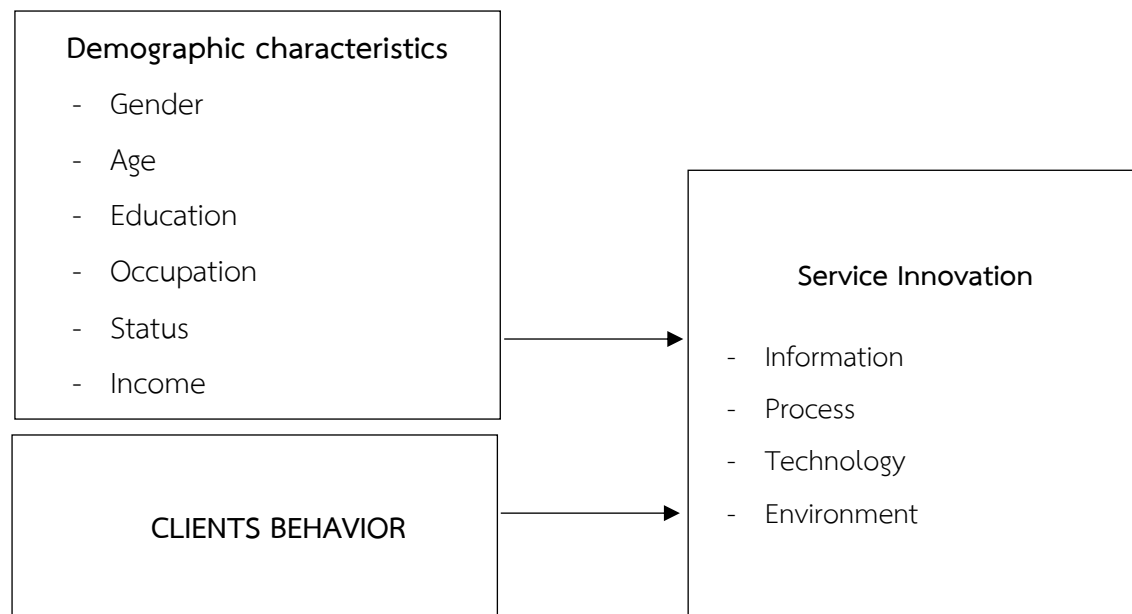 Demographic characteristics
- Gender
- Age
- Education
- Occupation
- Status
- Income
CLIENTS BEHAVIOR
Service Innovation
- Information
- Process
- Technology
- Environment